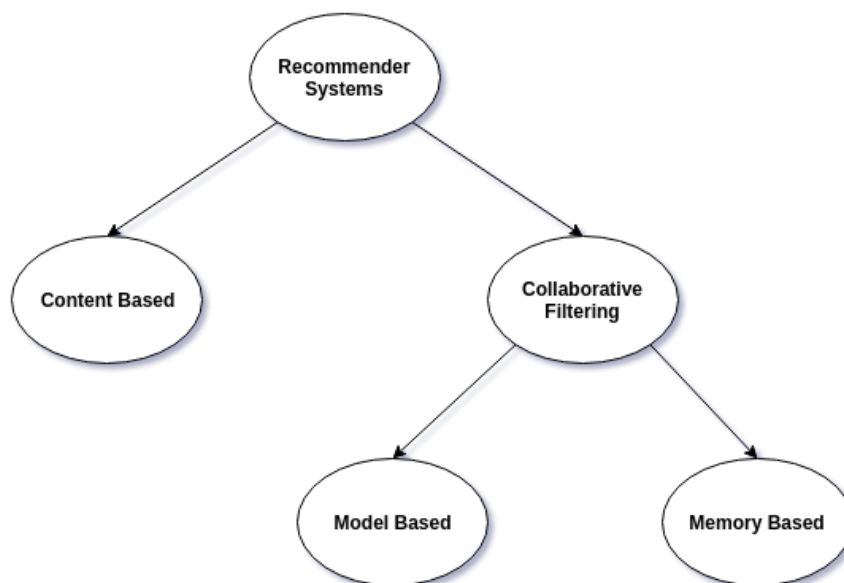 Recommender
Systems
Content Based
Collaborative
Filtering
Model Based
Memory Based